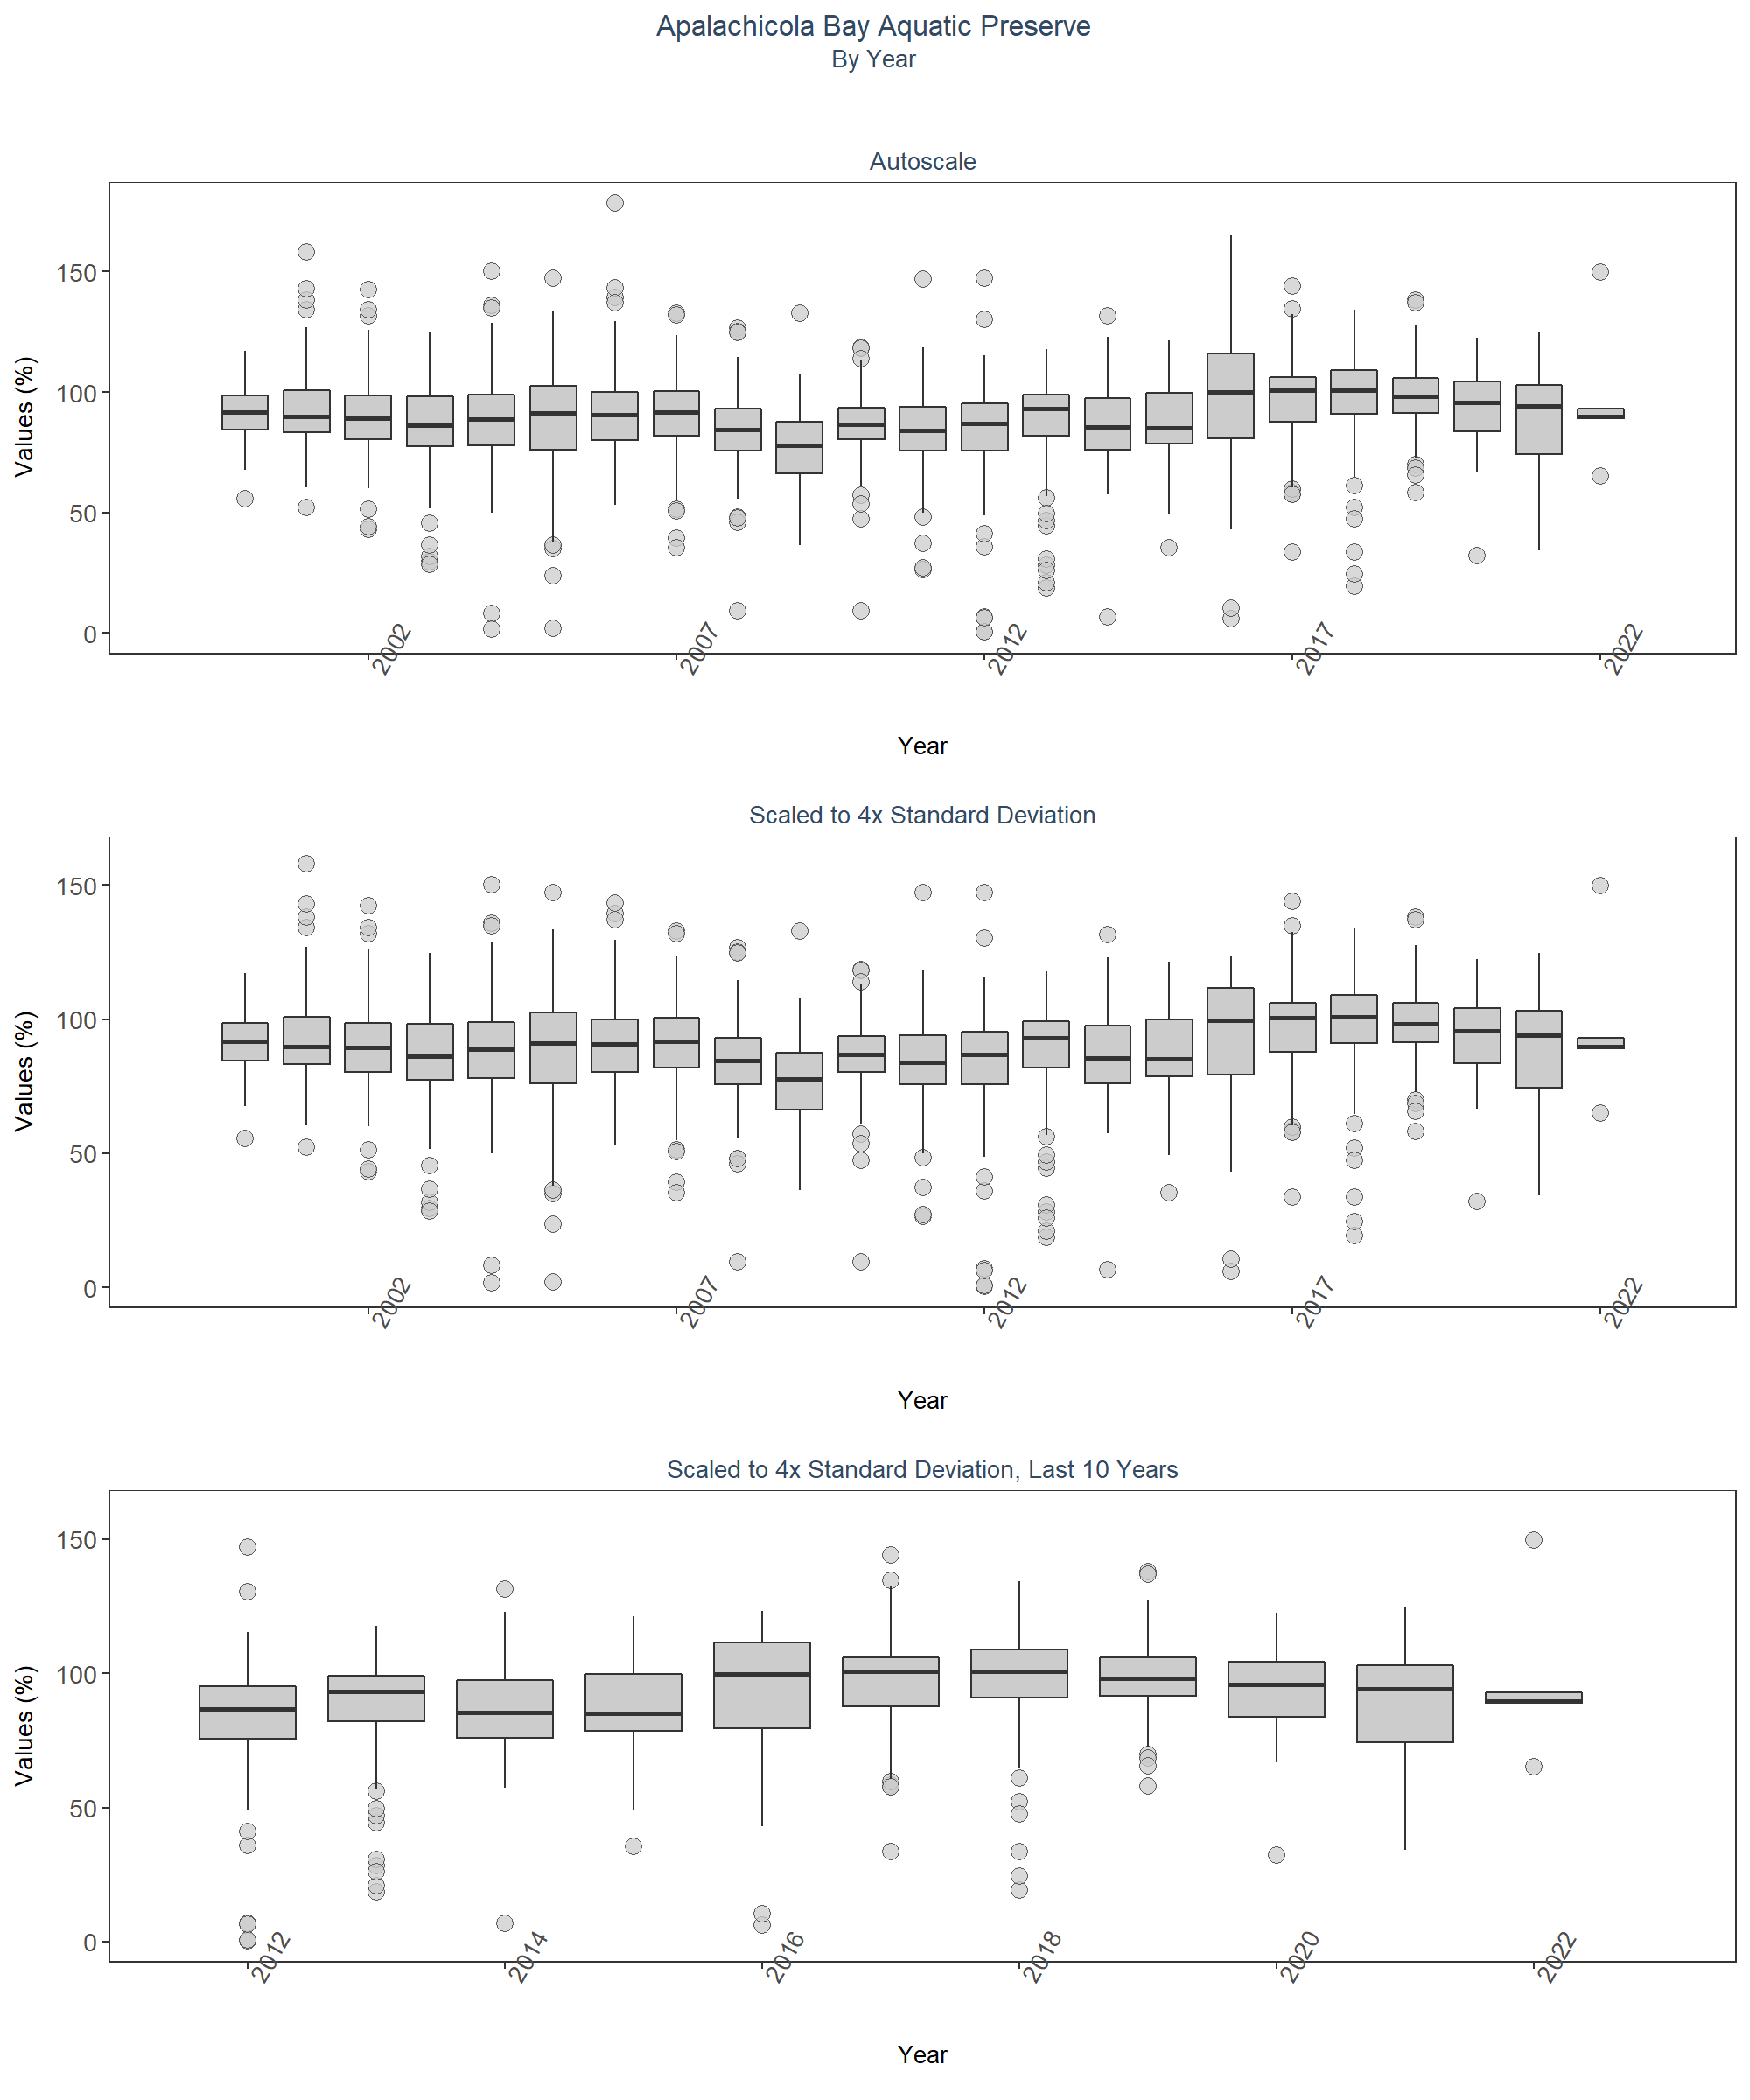 Apalachicola Bay Aquatic Preserve
By Year
Autoscale
Values (%)
150
100
50
0
2002 2007 2012 2017 2022
Year
Scaled to 4x Standard Deviation
Values (%)
150
100
50
0
2002 2007 2012 2017 2022
Year
Scaled to 4x Standard Deviation, Last 10 Years
Values (%)
150
100
50
0
2012 2014 2016 2018 2020 2022
Year